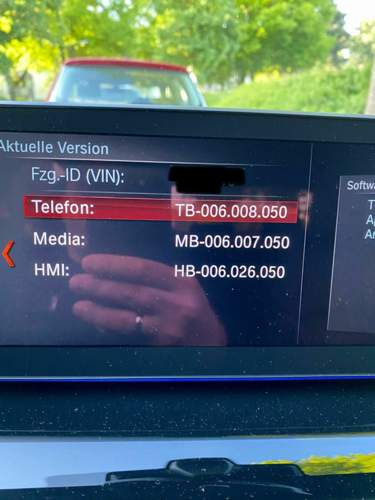 Aktuelle Version
Fzg.-ID (VIN):
Telefon: TB-006.008.050
Media: MB-006.007.050
HMI: HB-006.026.050